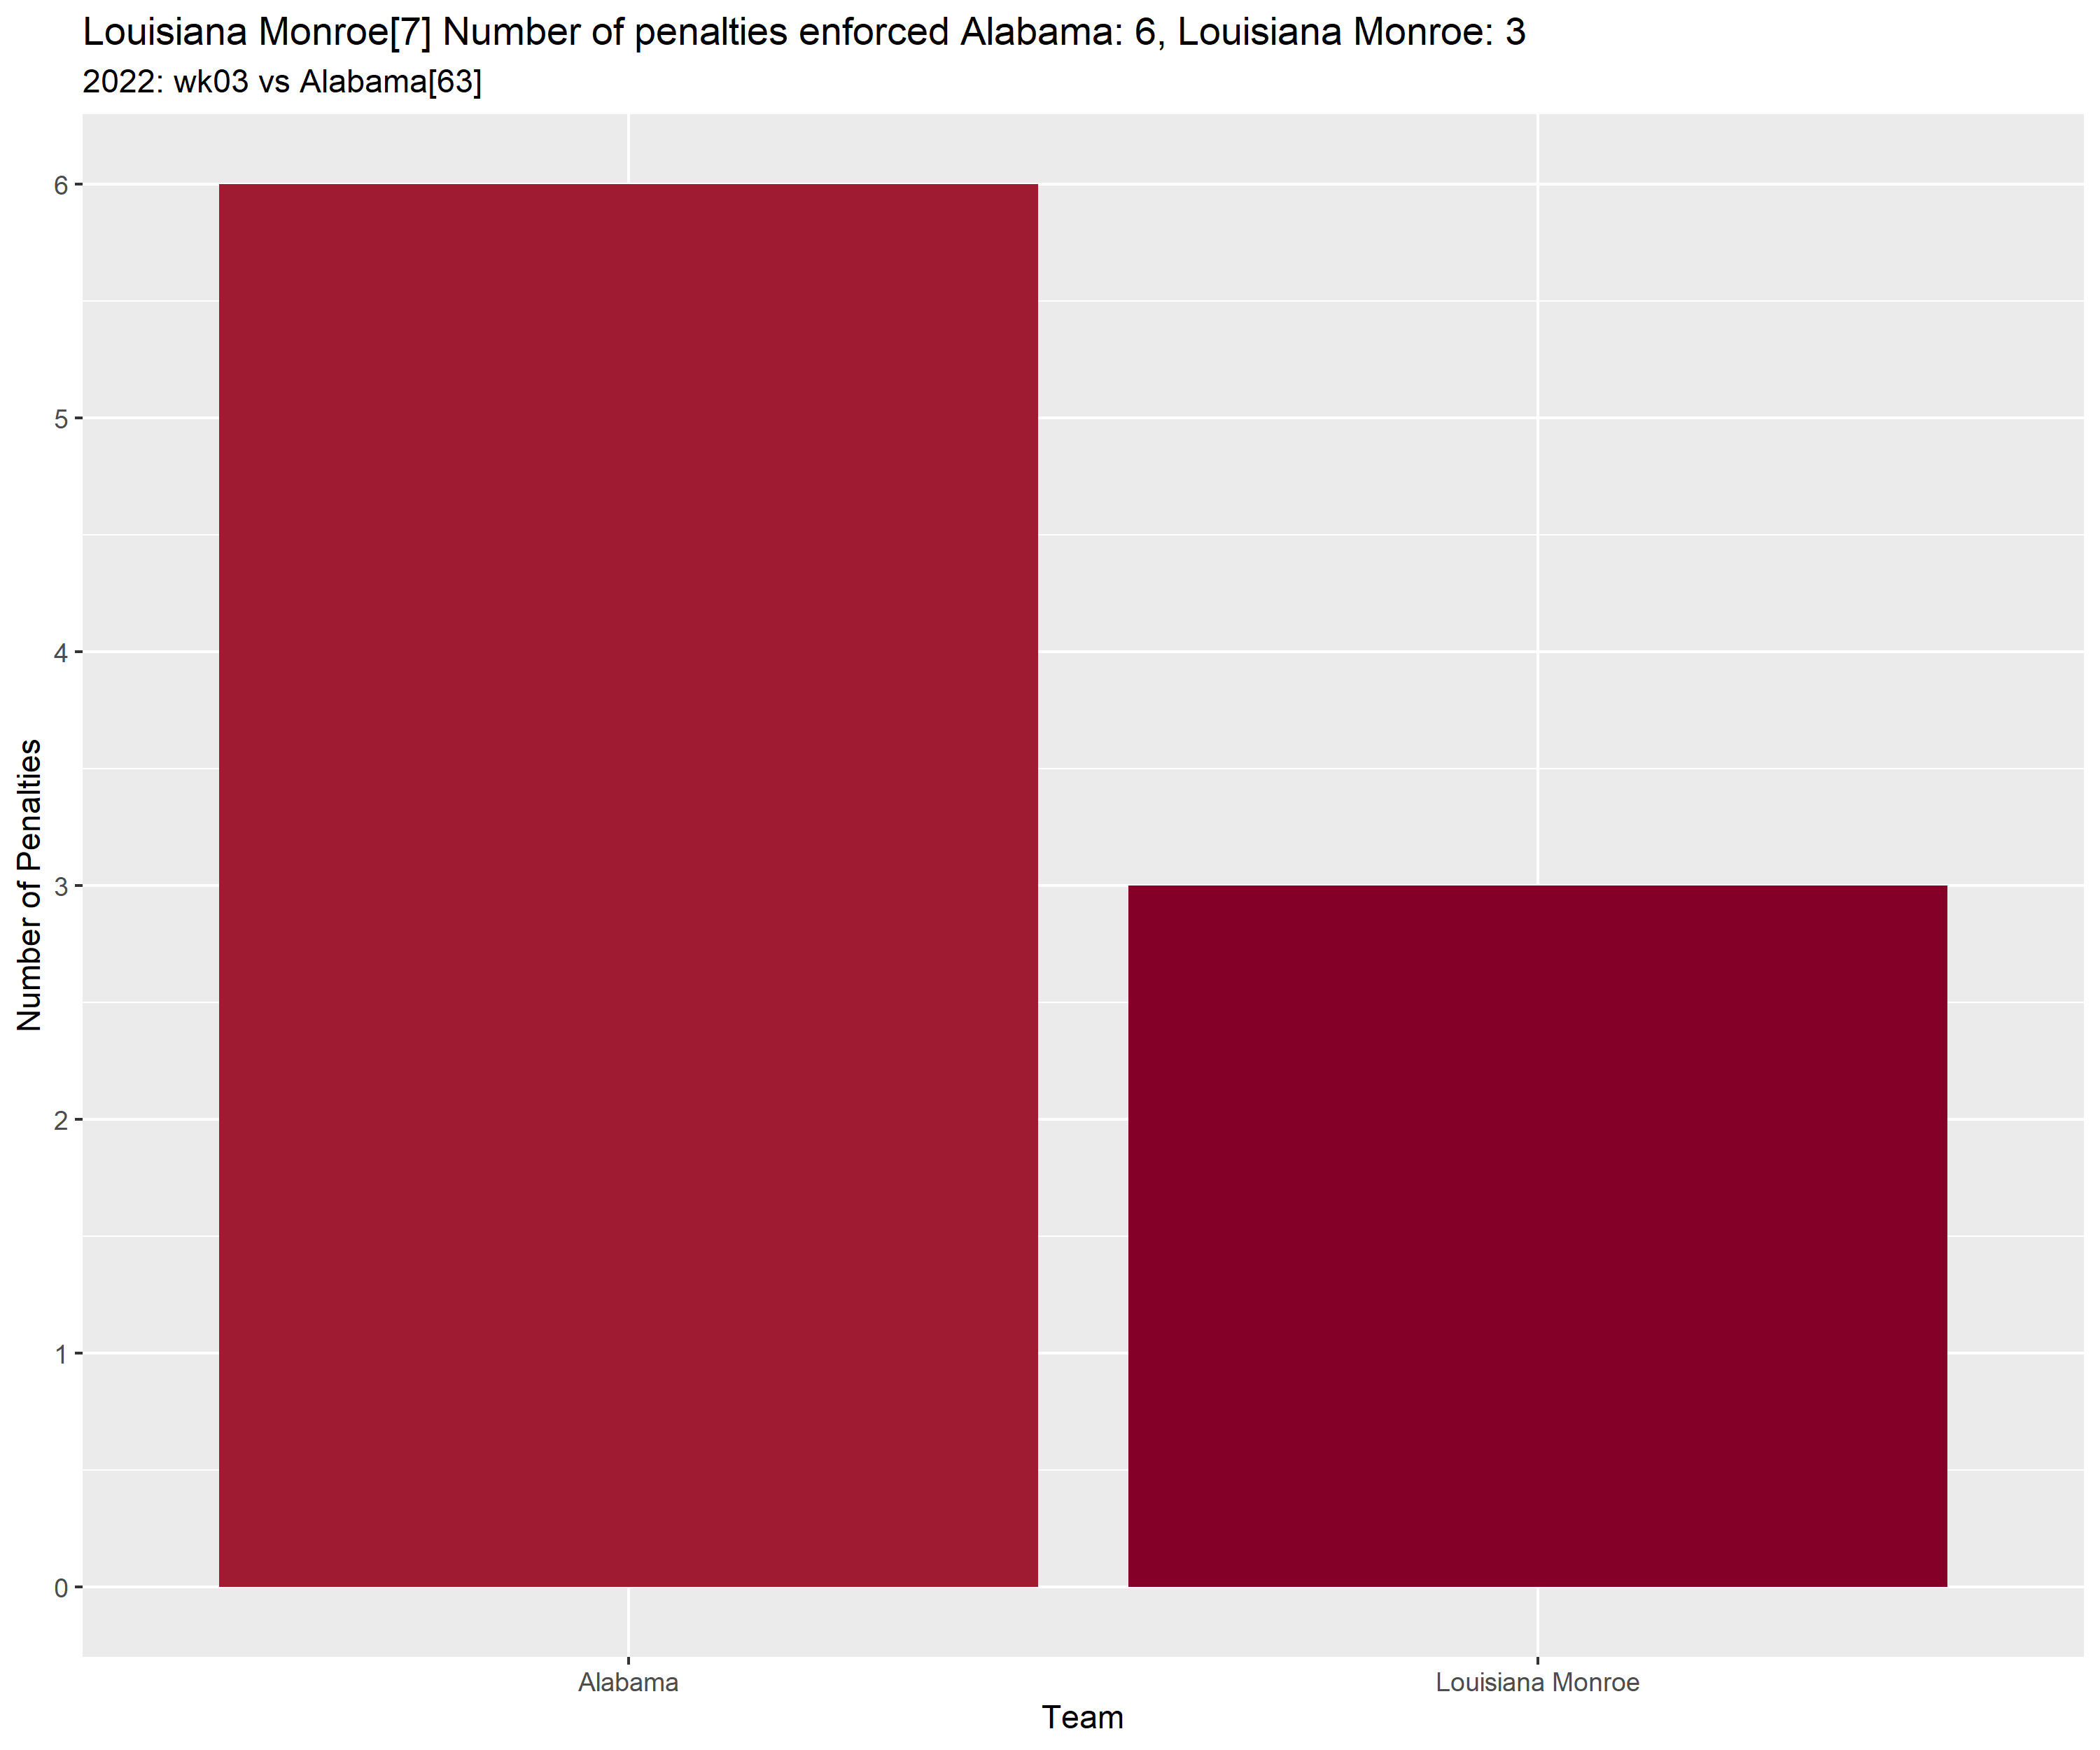 Louisiana Monroe[7] Number of penalties enforced Alabama: 6, Louisiana Monroe: 3
2022: wk03 vs Alabama[63]
Number of Penalties
6
5
4
3
2
1
0
Alabama
Louisiana Monroe
Team